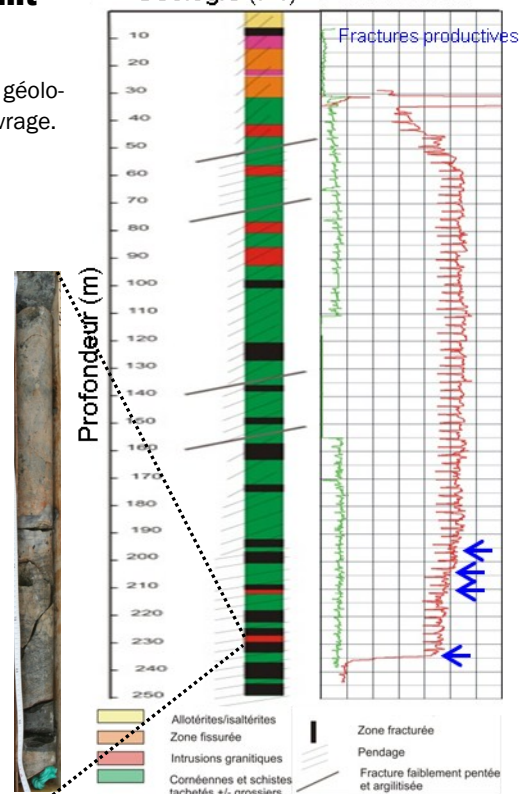 géolo-
vrage.
Fractures productives
Profondeur (m)
10
20
30
40
50
60
70
80
90
100
110
120
130
140
150
160
170
180
190
200
210
220
230
240
250
Allotérites/isaltérites
Zone fissurée
Intrusions granitiques
Cornéennes et schistes
tachetés +/- grossiers
Zone fracturée
Pendage
Fracture faiblement pentée
et argilitisée